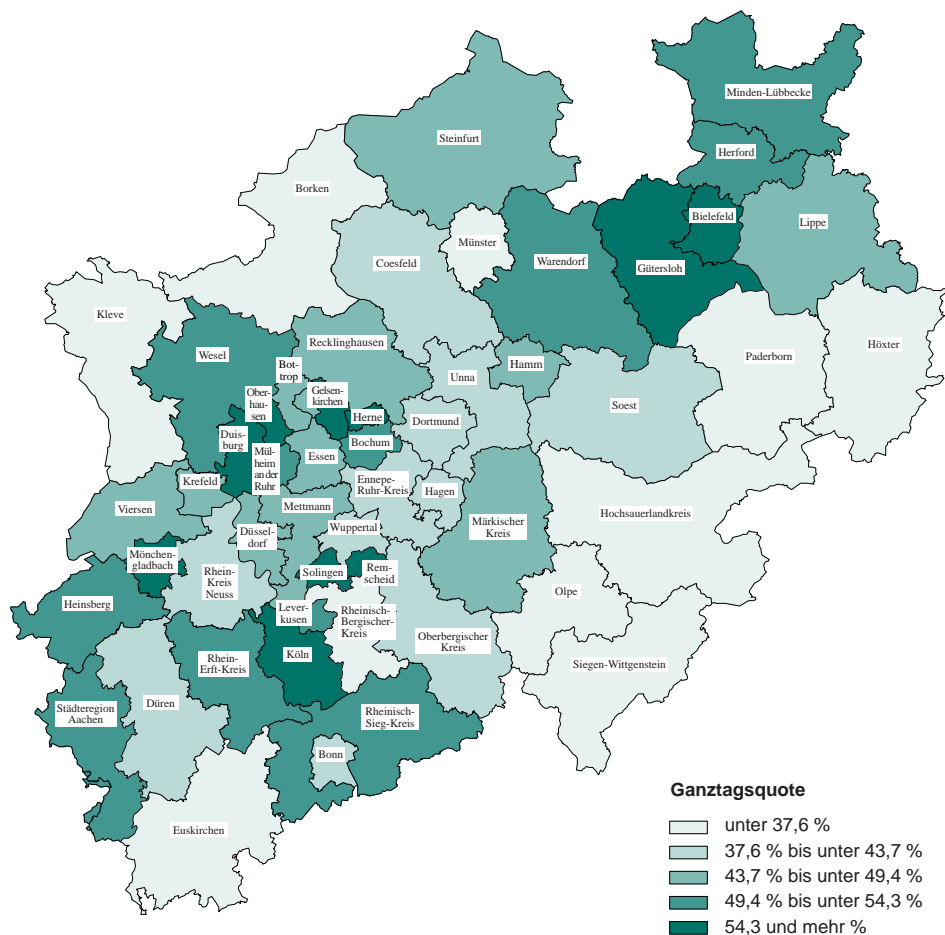 Minden-Lübbecke
Steinfurt
Herford
Borken
Bielefeld
Lippe
Münster
Coesfeld
Warendorf
Gütersloh
Kleve
Höxter
Wesel
Recklinghausen
Paderborn
Bot-
trop
Hamm
Unna
Gelsen-
kirchen
Ober-
hau-
sen
Soest
Herne
Dortmund
Duis-
burg
Bochum
Mül-
heim
an der
Ruhr
Essen
Krefeld
Ennepe-
Ruhr-Kreis
Hagen
Viersen
Mettmann
Hochsauerlandkreis
Märkischer
Kreis
Düssel-
dorf
Wuppertal
Mönchen-
gladbach
Rhein-
Kreis
Neuss
Solingen
Rem-
scheid
Olpe
Heinsberg
Lever-
kusen
Rheinisch-
Bergischer-
Kreis
Oberbergischer
Kreis
Köln
Rhein-
Erft-Kreis
Siegen-Wittgenstein
Düren
Städteregion
Aachen
Rheinisch-
Sieg-Kreis
Bonn
Euskirchen
Ganztagsquote
unter 37,6 %
37,6 % bis unter 43,7 %
43,7 % bis unter 49,4 %
49,4 % bis unter 54,3 %
54,3 und mehr %